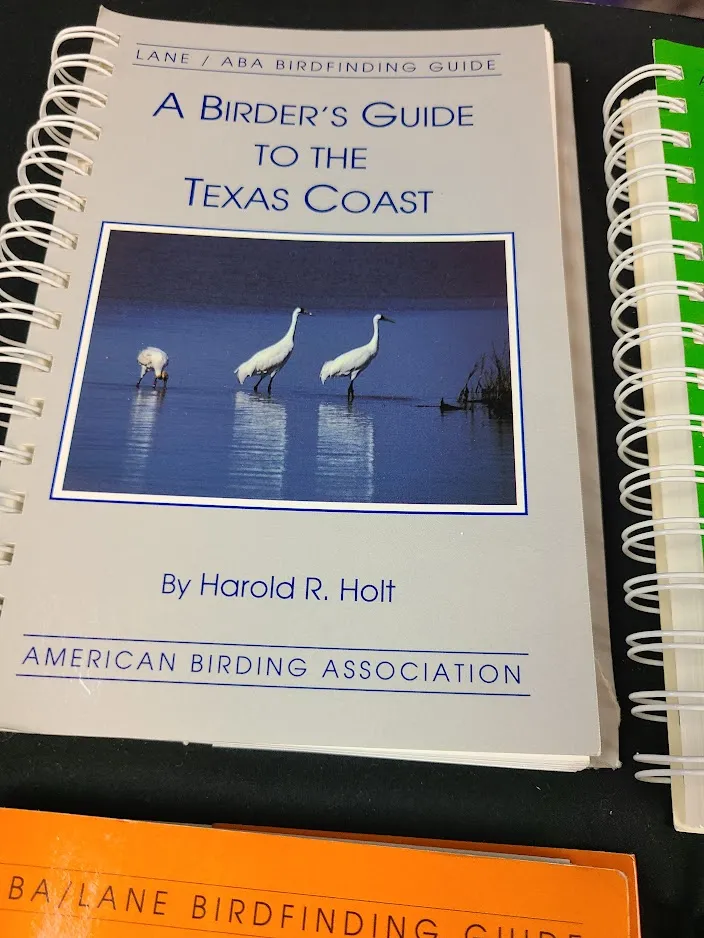 LANE / ABA BIRDFINDING GUIDE
A BIRDER'S GUIDE
TO THE
TEXAS COAST
By Harold R. Holt
AMERICAN BIRDING ASSOCIATION
BA/LANE BIRDFINDING GUIDE